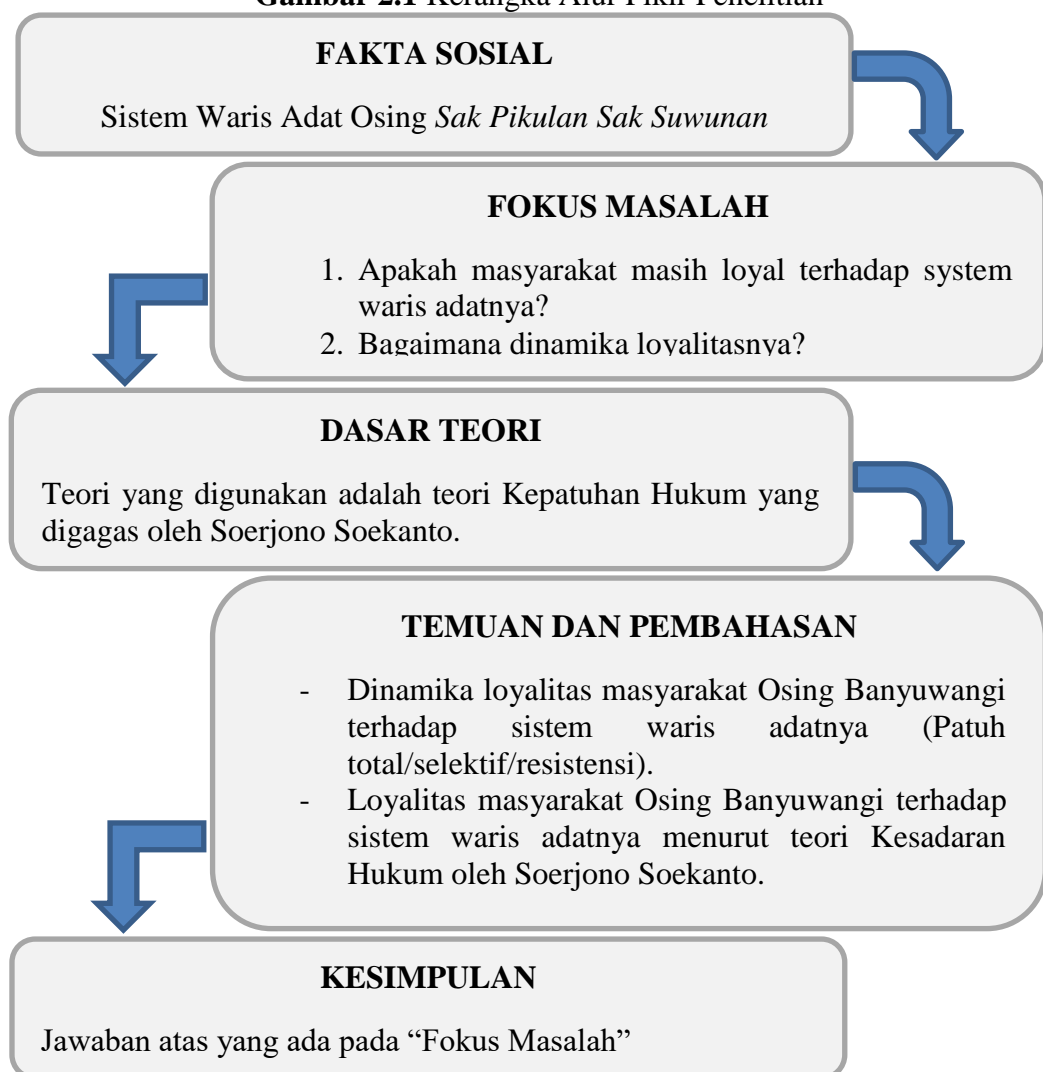 Gambar 2.1 Kerangka Alur Pikir Penelitian
FAKTA SOSIAL
Sistem Waris Adat Osing Sak Pikulan Sak Suwunan
FOKUS MASALAH
1. Apakah masyarakat masih loyal terhadap system
waris adatnya?
2. Bagaimana dinamika loyalitasnya?
DASAR TEORI
Teori yang digunakan adalah teori Kepatuhan Hukum yang
digagas oleh Soerjono Soekanto.
TEMUAN DAN PEMBAHASAN
- Dinamika loyalitas masyarakat Osing Banyuwangi
terhadap sistem waris adatnya (Patuh
total/selektif/resistensi).
- Loyalitas masyarakat Osing Banyuwangi terhadap
sistem waris adatnya menurut teori Kesadaran
Hukum oleh Soerjono Soekanto.
KESIMPULAN
Jawaban atas yang ada pada “Fokus Masalah”